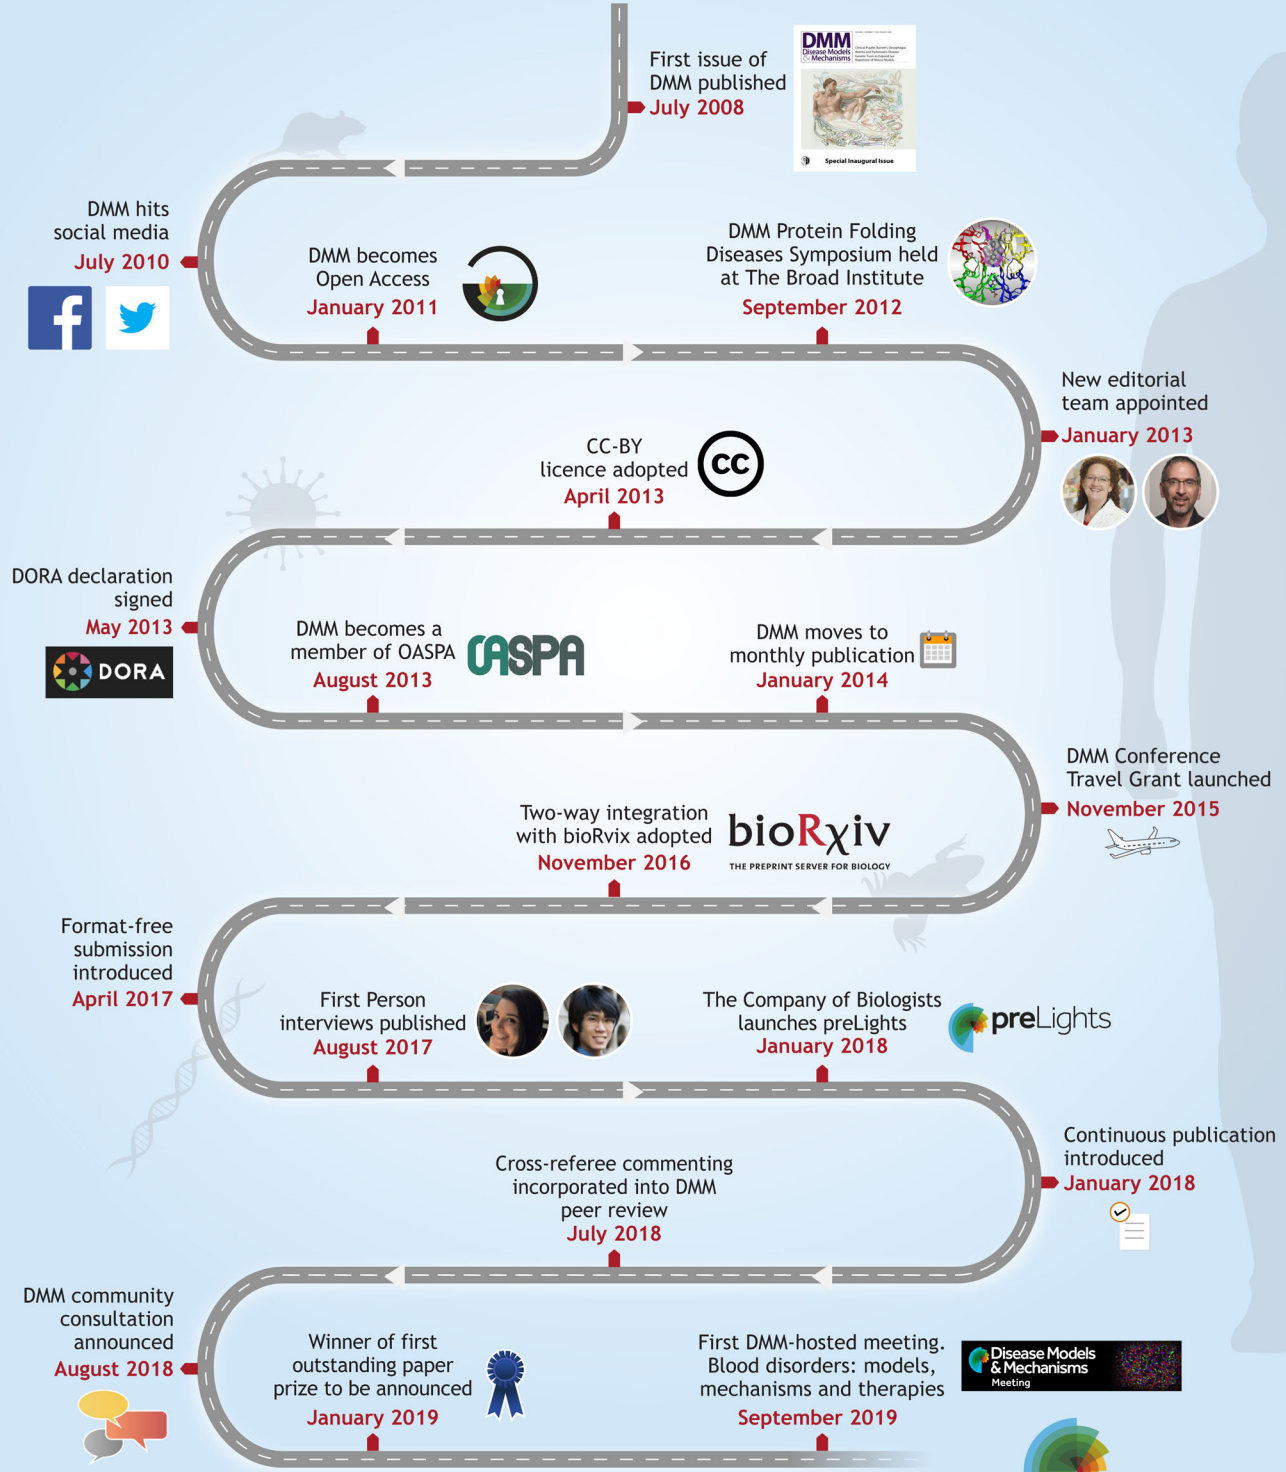 First issue of
DMM published
July 2008
DMM
Disease Models
& Mechanisms
Special Inaugural Issue
DMM hits
social media
July 2010
DMM becomes
Open Access
January 2011
DMM Protein Folding
Diseases Symposium held
at The Broad Institute
September 2012
New editorial
team appointed
January 2013
CC-BY
licence adopted
April 2013
cc
DORA declaration
signed
May 2013
DORA
DMM becomes a
member of OASPA
August 2013
OASPA
DMM moves to
monthly publication
January 2014
DMM Conference
Travel Grant launched
November 2015
Two-way integration
with bioRvix adopted
November 2016
bioRχiv
THE PREPRINT SERVER FOR BIOLOGY
Format-free
submission
introduced
April 2017
First Person
interviews published
August 2017
The Company of Biologists
launches preLights
January 2018
preLights
Continuous publication
introduced
January 2018
Cross-referee commenting
incorporated into DMM
peer review
July 2018
DMM community
consultation
announced
August 2018
Winner of first
outstanding paper
prize to be announced
January 2019
First DMM-hosted meeting.
Blood disorders: models,
mechanisms and therapies
September 2019
Disease Models
& Mechanisms
Meeting